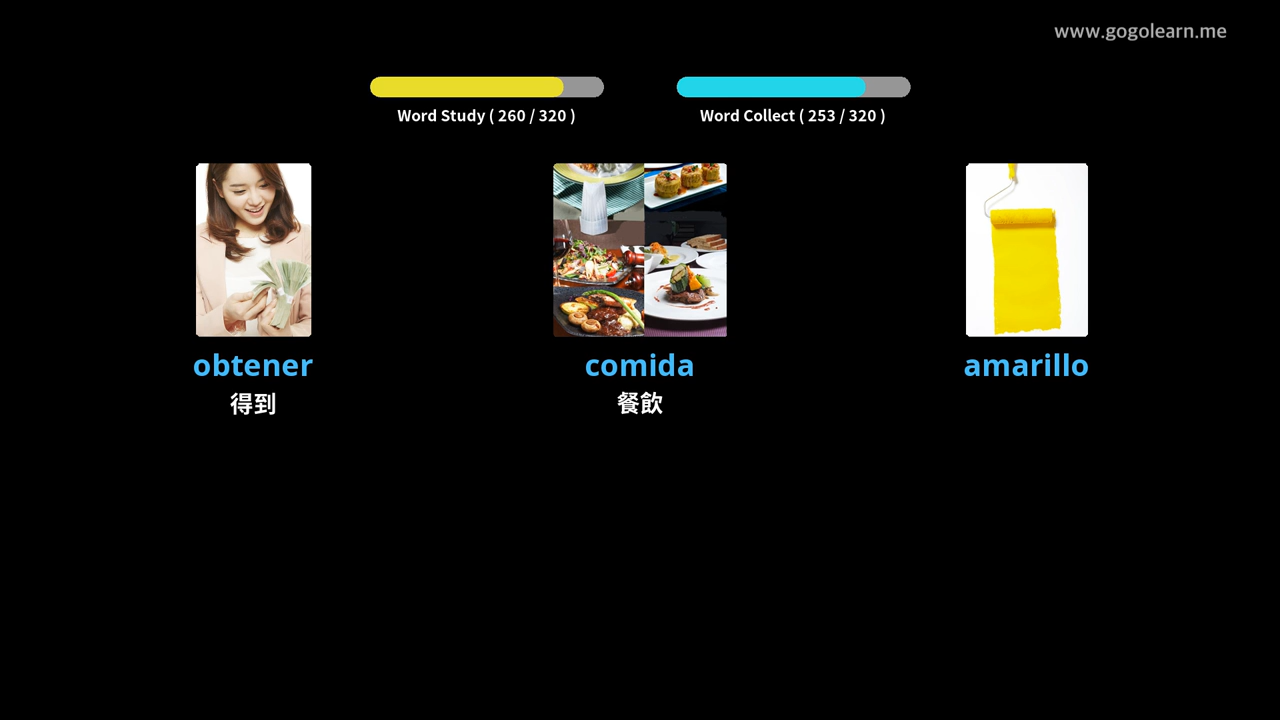 www.gogolearn.me
Word Study ( 260 / 320 )
Word Collect ( 253 / 320 )
obtener
得到
comida
餐飲
amarillo